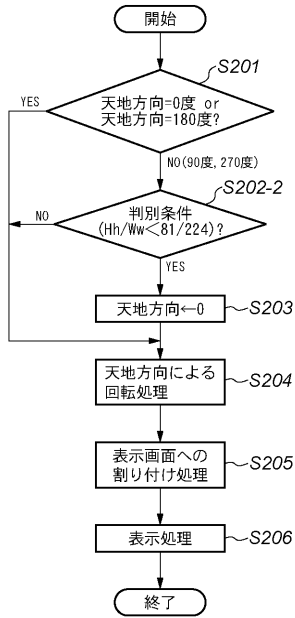 開始
S201
YES
天地方向=0度 or
天地方向=180度?
NO(90度, 270度)
S202-2
NO
判別条件
(Hh/Ww<81/224)?
YES
天地方向←0
S203
天地方向による
回転処理
S204
表示画面への
割り付け処理
S205
表示処理
S206
終了